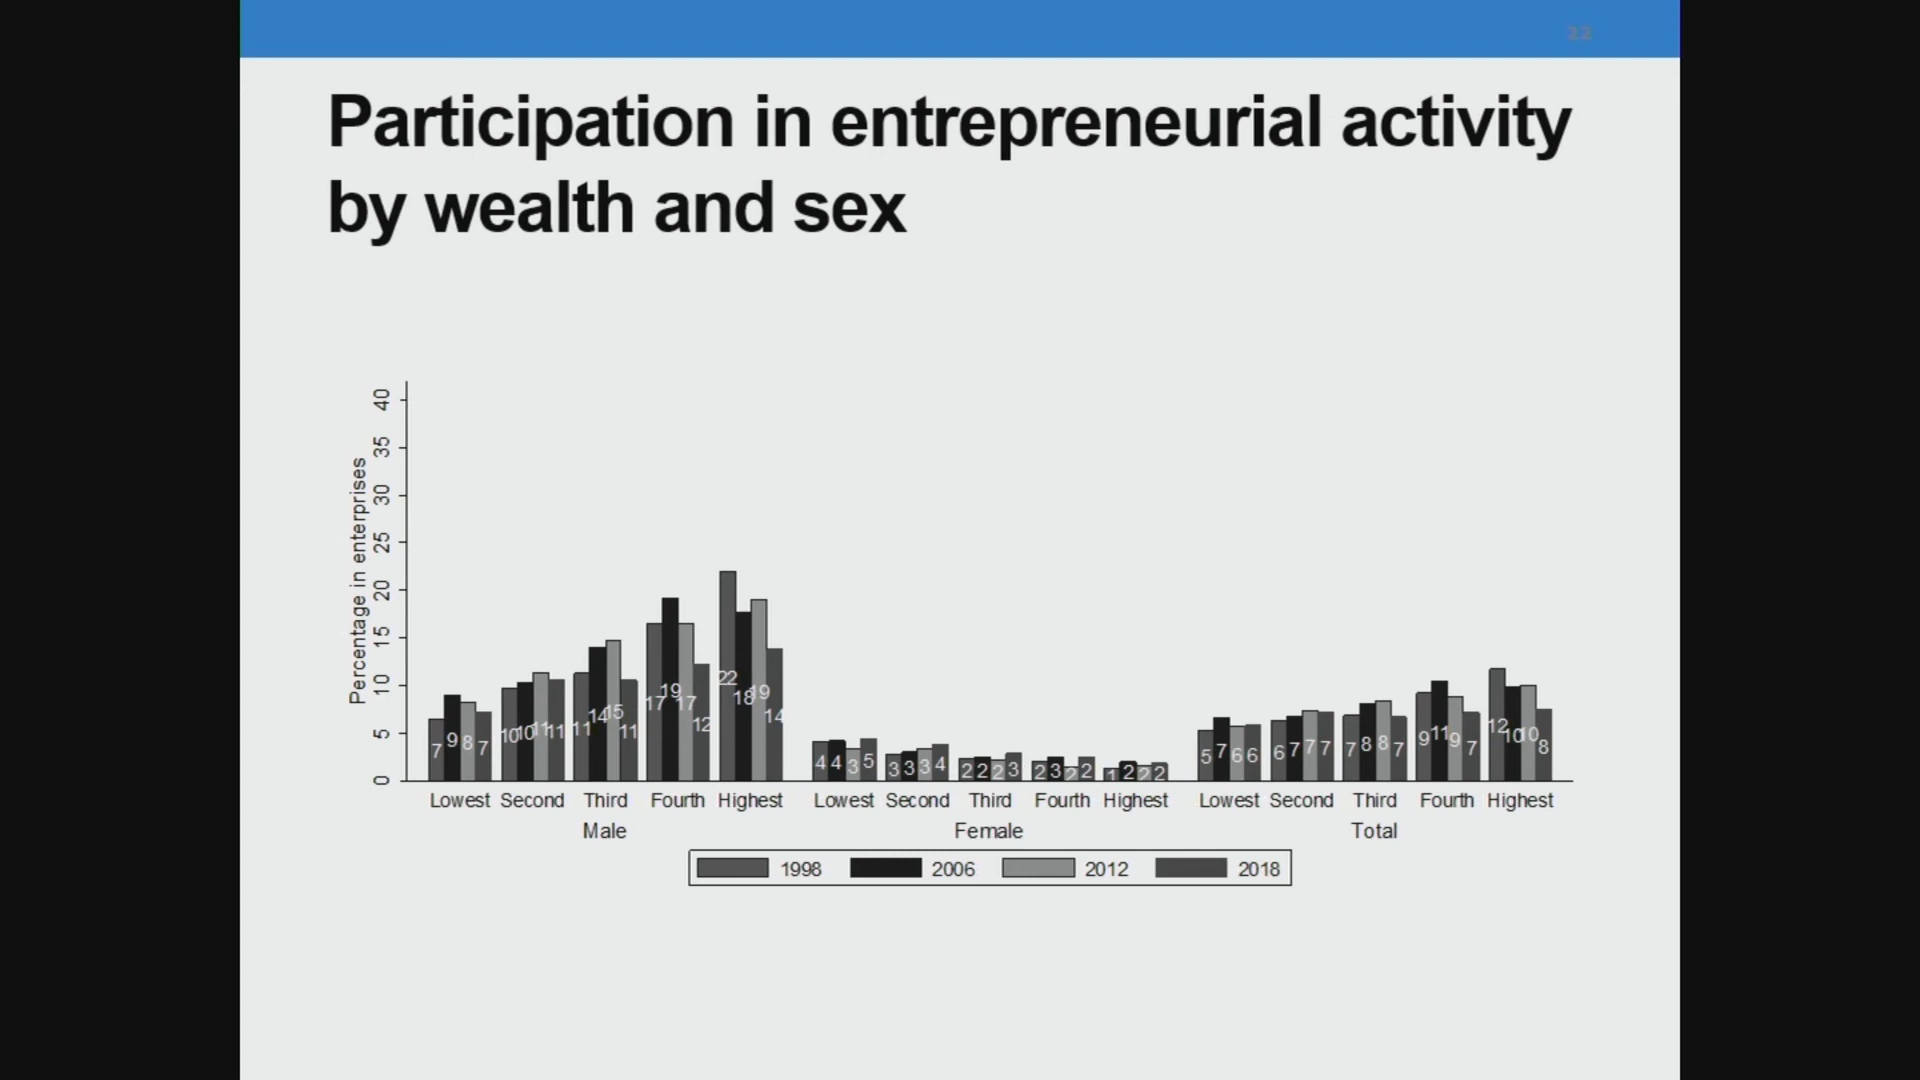 22
Participation in entrepreneurial activity
by wealth and sex
Percentage in enterprises
40
35
30
25
20
15
10
5
0
7 9 8 7 10 10 11 11 11 14 15 11 17 19 17 12 22 18 19 14 4 4 3 5 3 3 3 4 2 2 2 3 2 3 2 2 1 2 2 2 5 7 6 6 6 7 7 7 7 8 8 7 9 11 9 7 12 10 10 8
Lowest Second Third Fourth Highest Lowest Second Third Fourth Highest Lowest Second Third Fourth Highest
Male Female Total
1998 2006 2012 2018